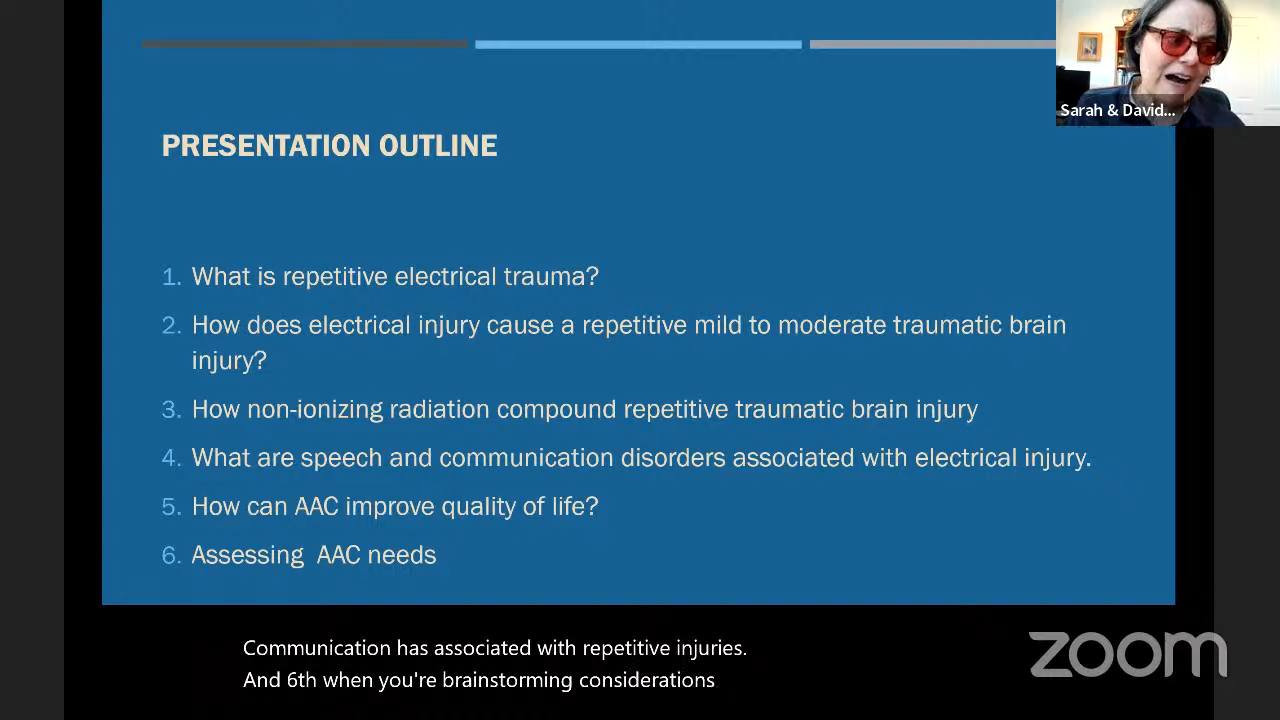 Sarah & David...
PRESENTATION OUTLINE
1. What is repetitive electrical trauma?
2. How does electrical injury cause a repetitive mild to moderate traumatic brain
injury?
3. How non-ionizing radiation compound repetitive traumatic brain injury
4. What are speech and communication disorders associated with electrical injury.
5. How can AAC improve quality of life?
6. Assessing  AAC needs
Communication has associated with repetitive injuries.
And 6th when you're brainstorming considerations
zoom